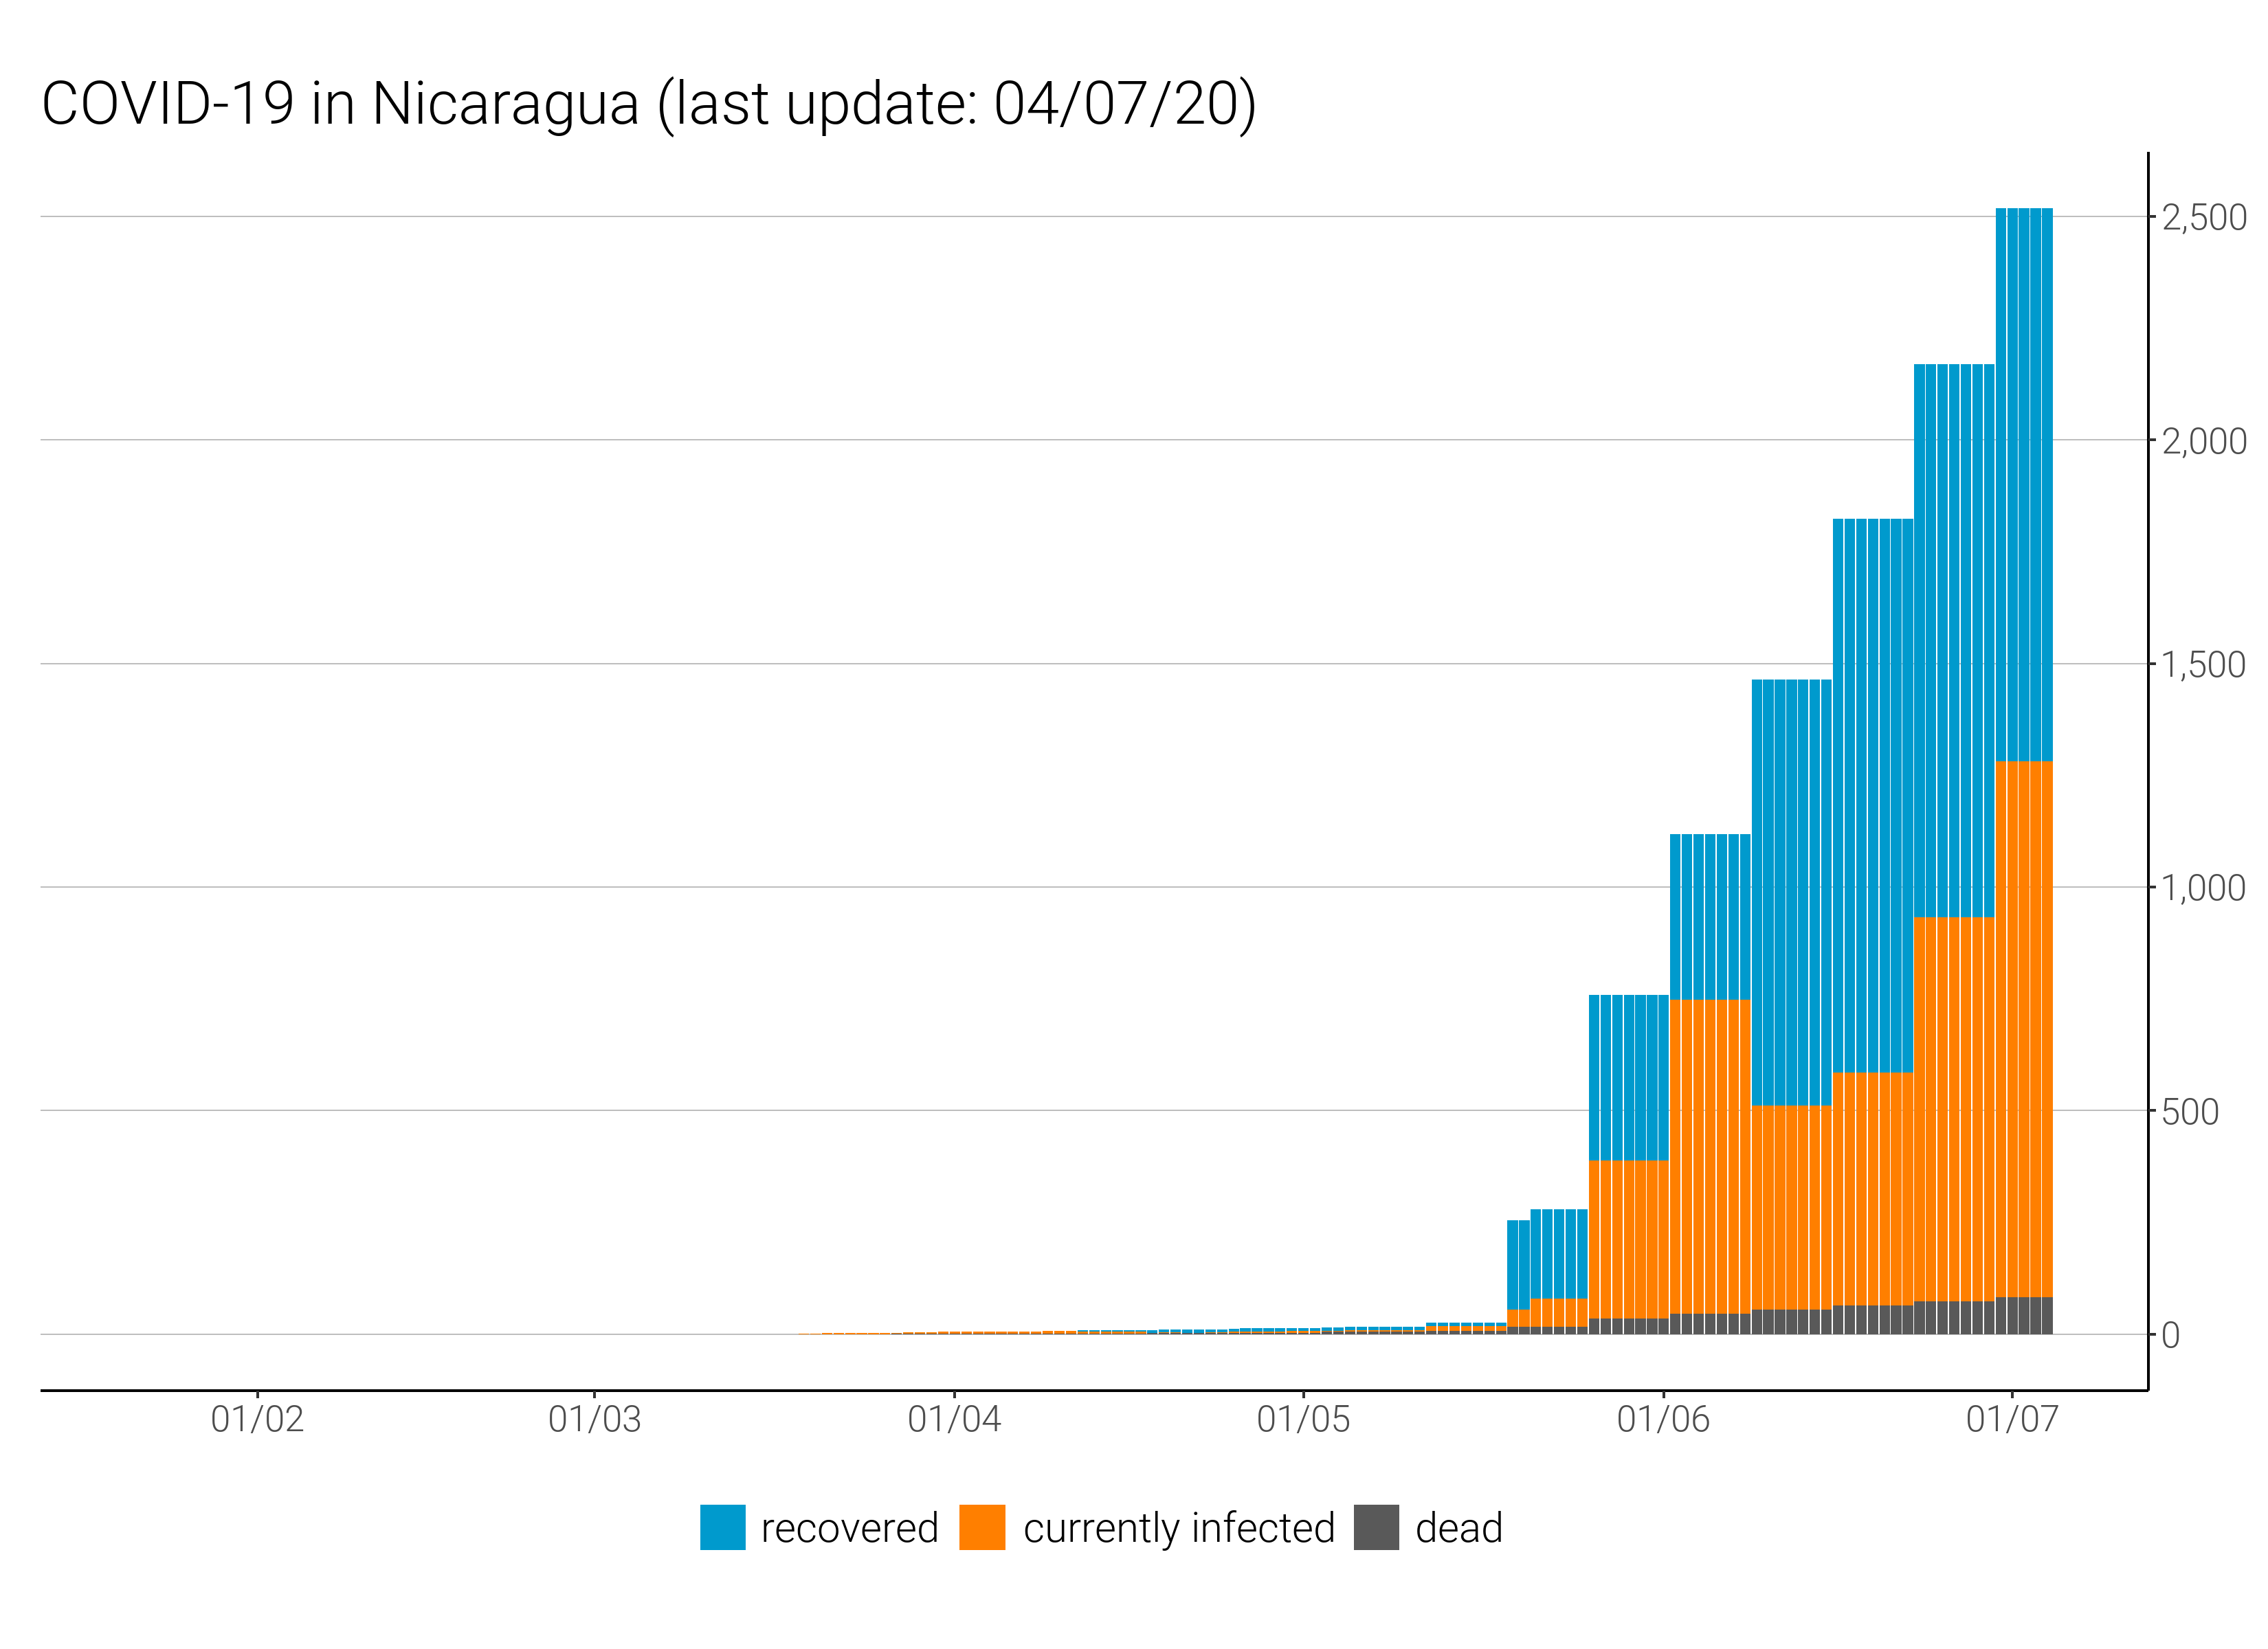 COVID-19 in Nicaragua (last update: 04/07/20)
2,500
2,000
1,500
1,000
500
0
01/02 01/03 01/04 01/05 01/06 01/07
recovered currently infected dead